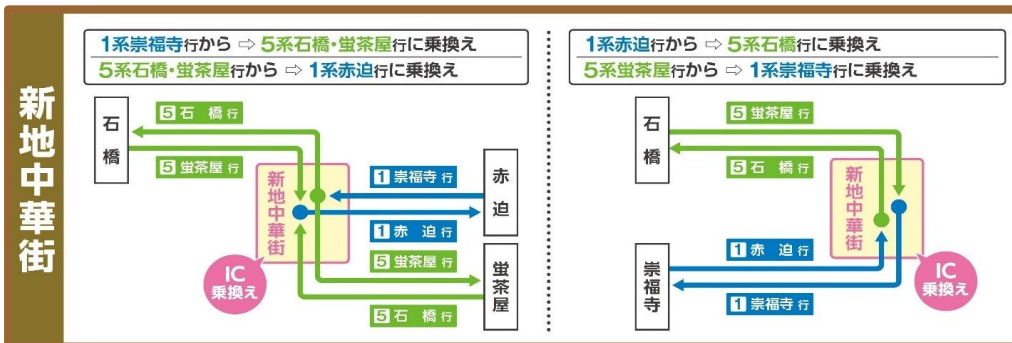 新地中華街
1系崇福寺行から ⇨ 5系石橋・蛍茶屋行に乗換え
5系石橋・蛍茶屋行から ⇨ 1系赤迫行に乗換え
石橋
5 石 橋 行
5 蛍茶屋 行
新地中華街
1 崇福寺 行
1 赤 迫 行
赤迫
5 蛍茶屋 行
5 石 橋 行
蛍茶屋
IC
乗換え
1系赤迫行から ⇨ 5系石橋行に乗換え
5系蛍茶屋行から ⇨ 1系崇福寺行に乗換え
石橋
5 蛍茶屋 行
5 石 橋 行
新地中華街
1 赤 迫 行
1 崇福寺 行
崇福寺
IC
乗換え